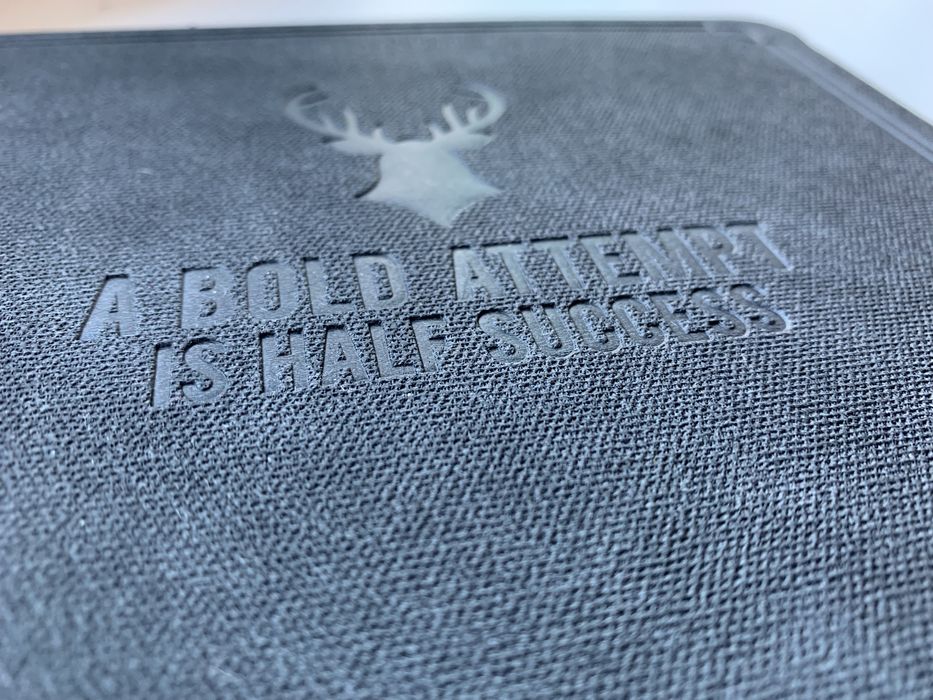 A BOLD ATTEMPT
IS HALF SUCCESS